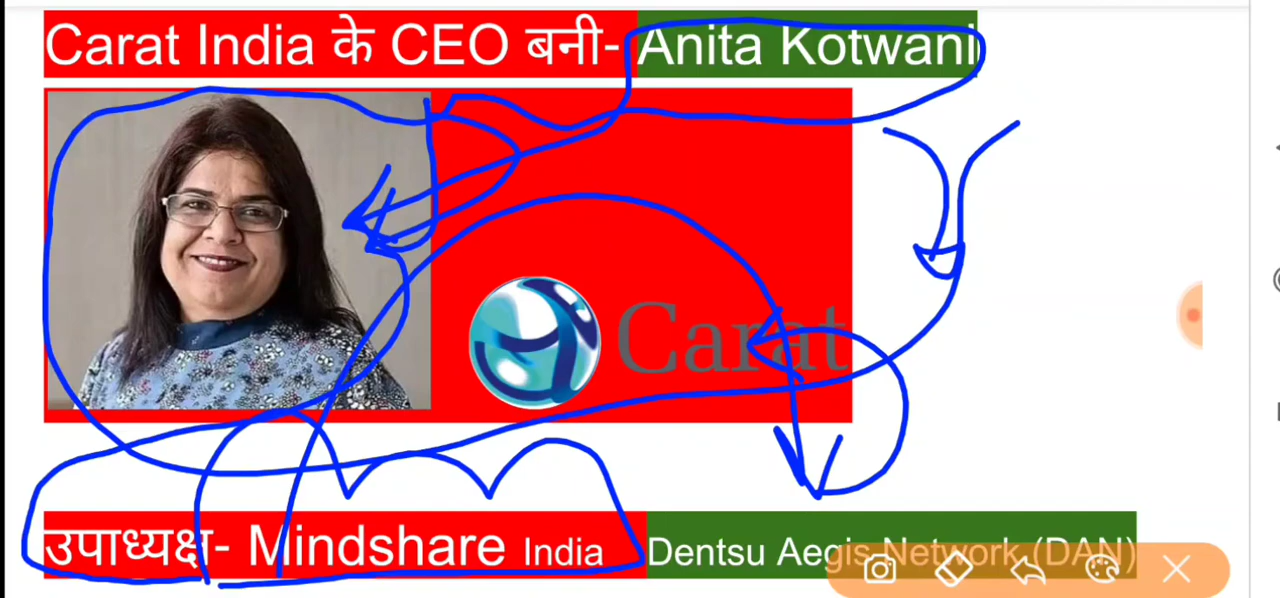 Carat India के CEO बनी- Anita Kotwani
Carat
उपाध्यक्ष- Mindshare India Dentsu Aegis Network (DAN)